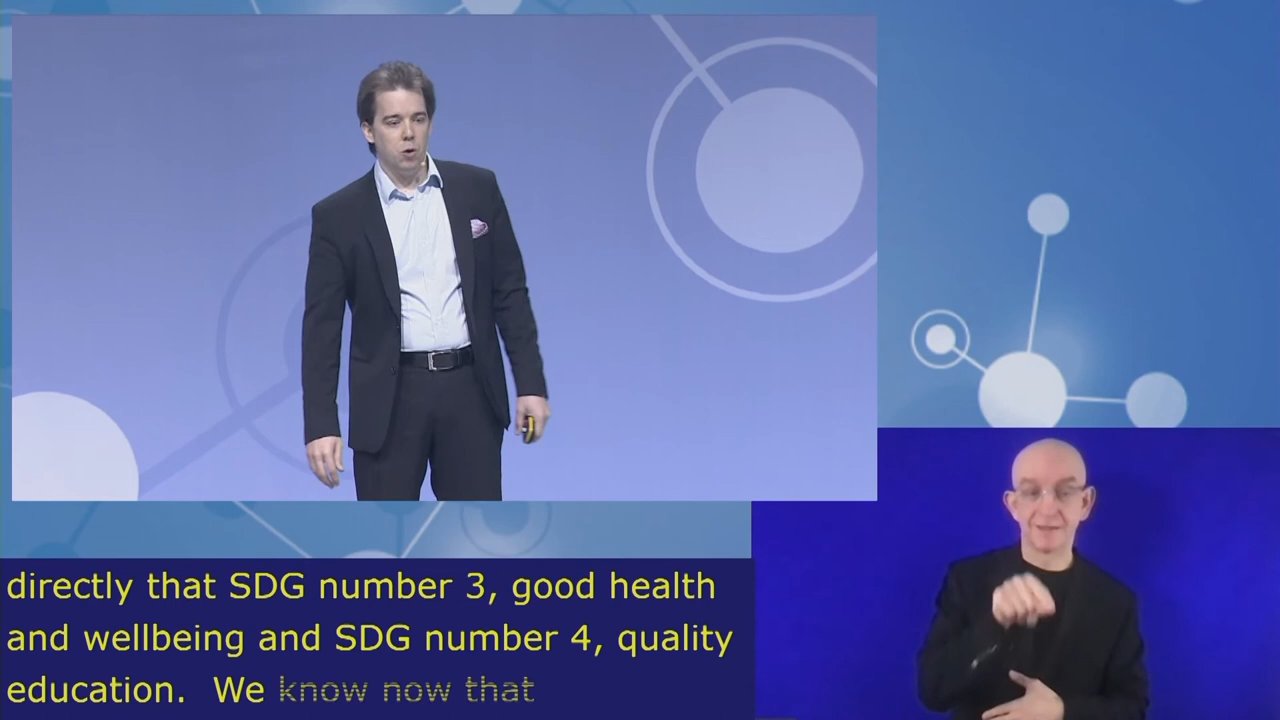 directly that SDG number 3, good health
and wellbeing and SDG number 4, quality
education.  We know now that